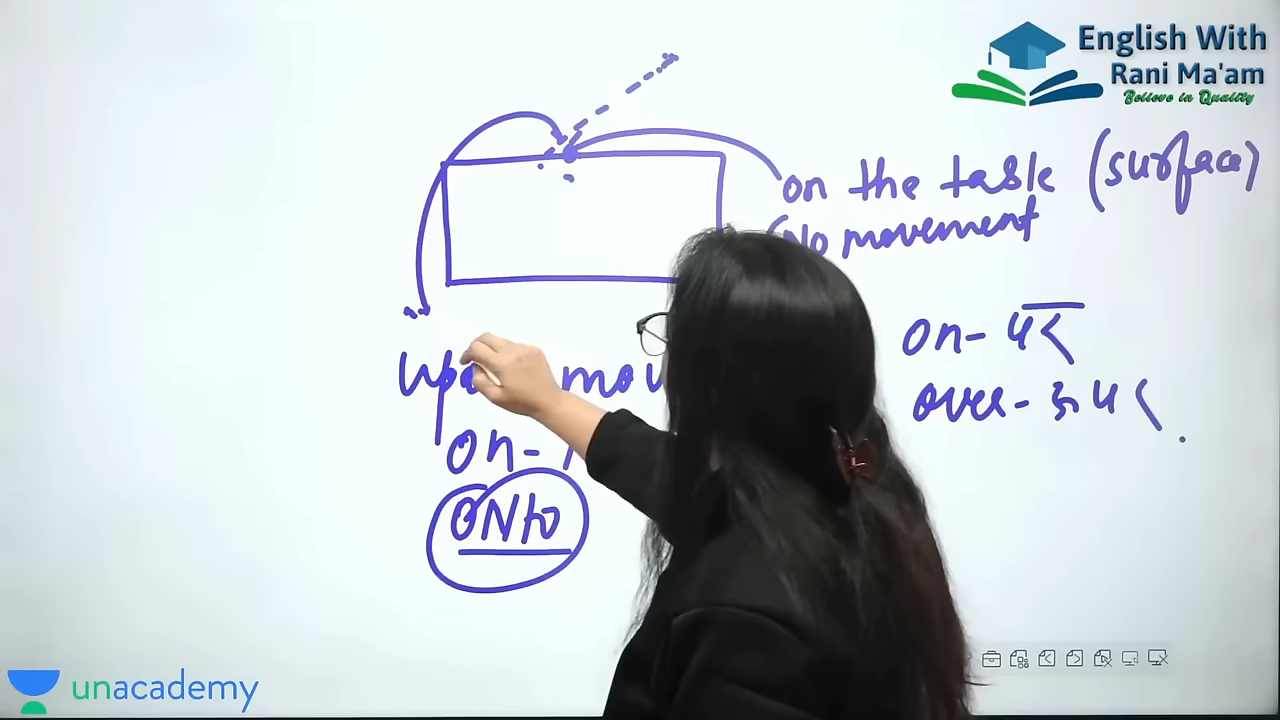 English With
Rani Ma'am
Believe in Quality
on the table (surface)
No movement
on- पर
over- ऊपर
on-
ONto
unacademy